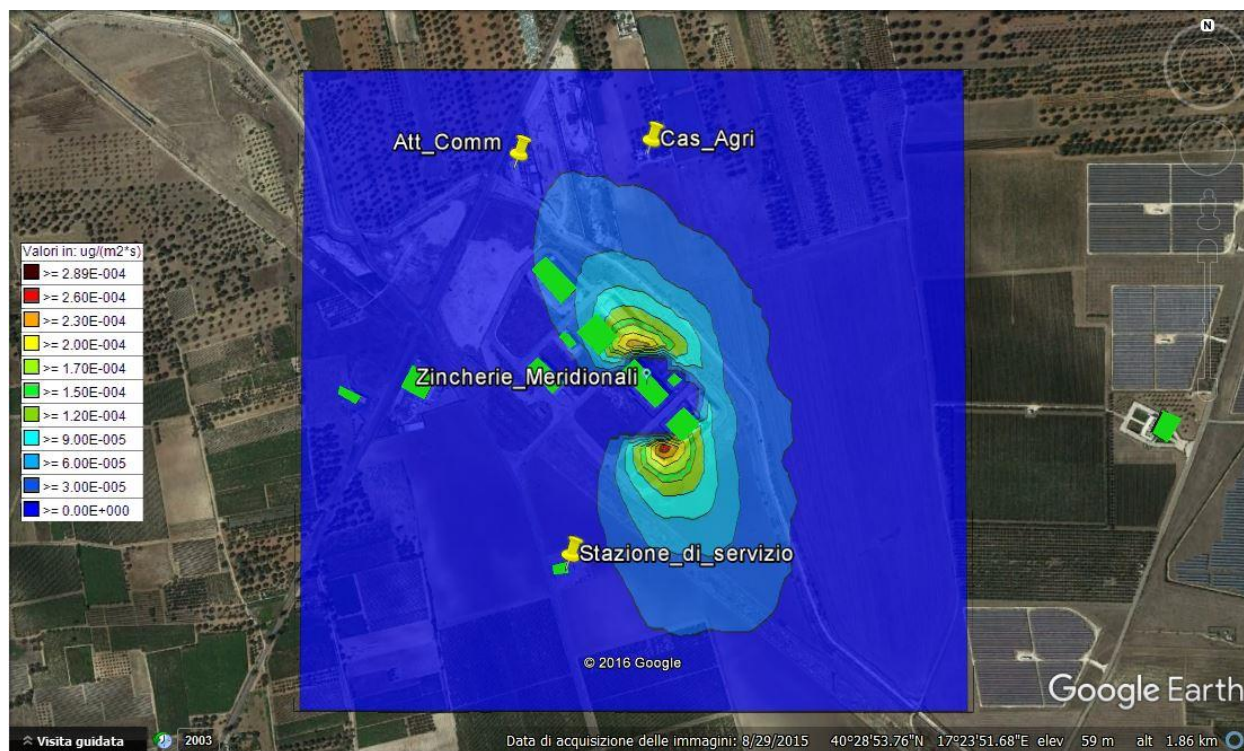 N
Att_Comm
Cas_Agri
Valori in: ug/(m2*s)
>= 2.89E-004
>= 2.60E-004
>= 2.30E-004
>= 2.00E-004
>= 1.70E-004
>= 1.50E-004
>= 1.20E-004
>= 9.00E-005
>= 6.00E-005
>= 3.00E-005
>= 0.00E+000
Zincherie_Meridionali
Stazione_di_servizio
© 2016 Google
Google Earth
Visita guidata
2003
Data di acquisizione delle immagini: 8/29/2015 40°28'53.76"N 17°23'51.68"E elev 59 m alt 1.86 km